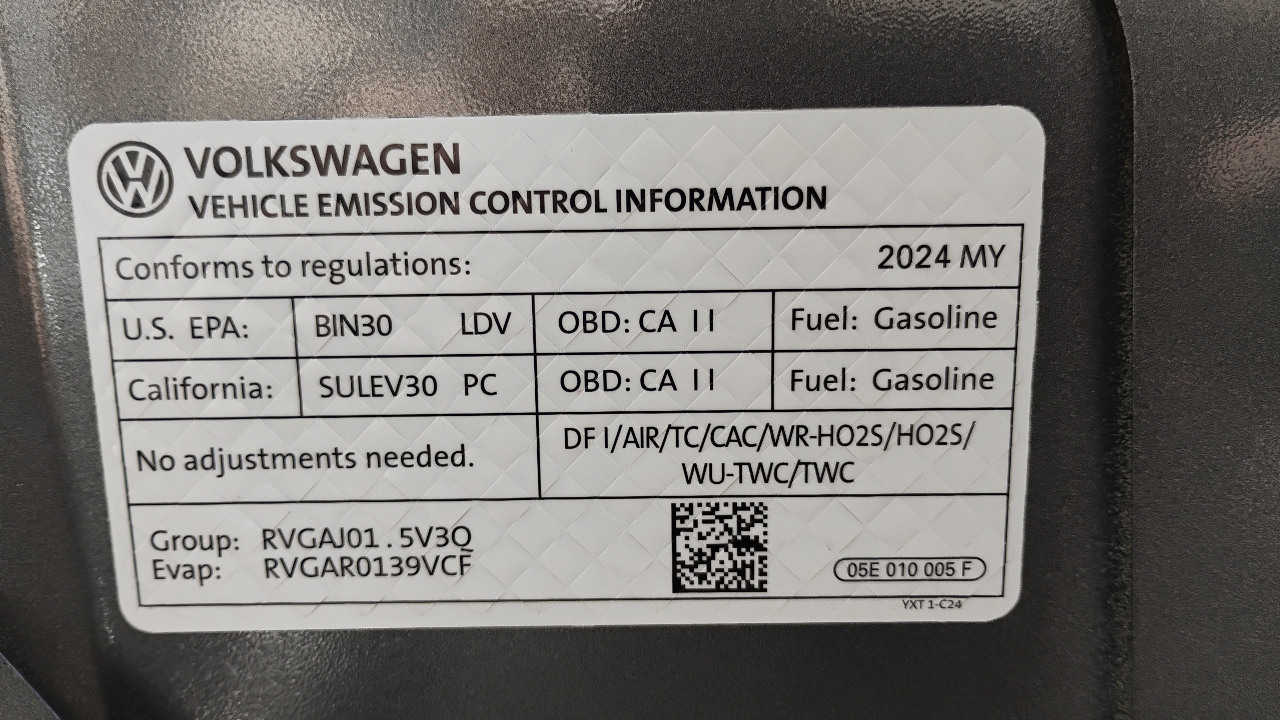 VOLKSWAGEN
VEHICLE EMISSION CONTROL INFORMATION
Conforms to regulations: 2024 MY
U.S. EPA: BIN30 LDV OBD: CA II Fuel: Gasoline
California: SULEV30 PC OBD: CA II Fuel: Gasoline
No adjustments needed.
DFI/AIR/TC/CAC/WR-HO2S/HO2S/
WU-TWC/TWC
Group: RVGAJ01.5V3Q
Evap: RVGAR0139VCF
05E 010 005 F
YXT 1-C24